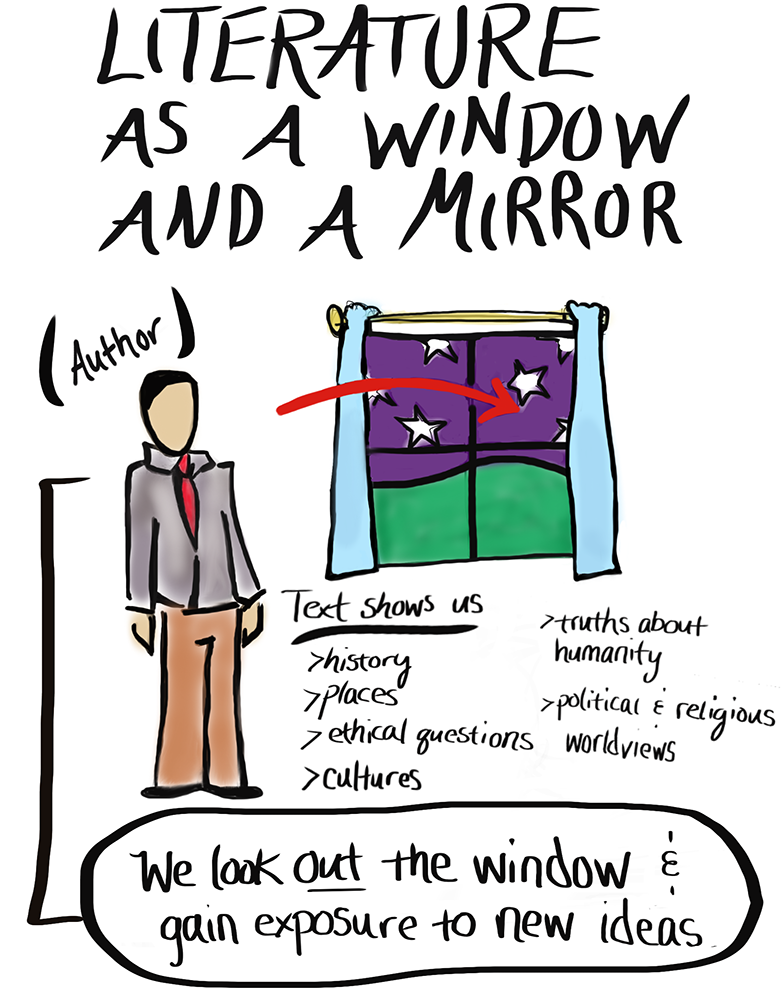 LITERATURE
AS A WINDOW
AND A MIRROR
(Author)
Text shows us
>history
>places
>ethical questions
>cultures
>truths about
humanity
>political & religious
worldviews
We look out the window &
gain exposure to new ideas